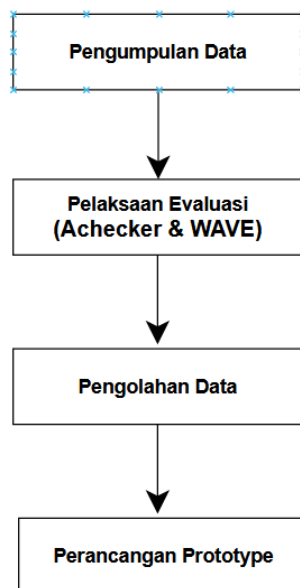 Pengumpulan Data
Pelaksaan Evaluasi
(Achecker & WAVE)
Pengolahan Data
Perancangan Prototype